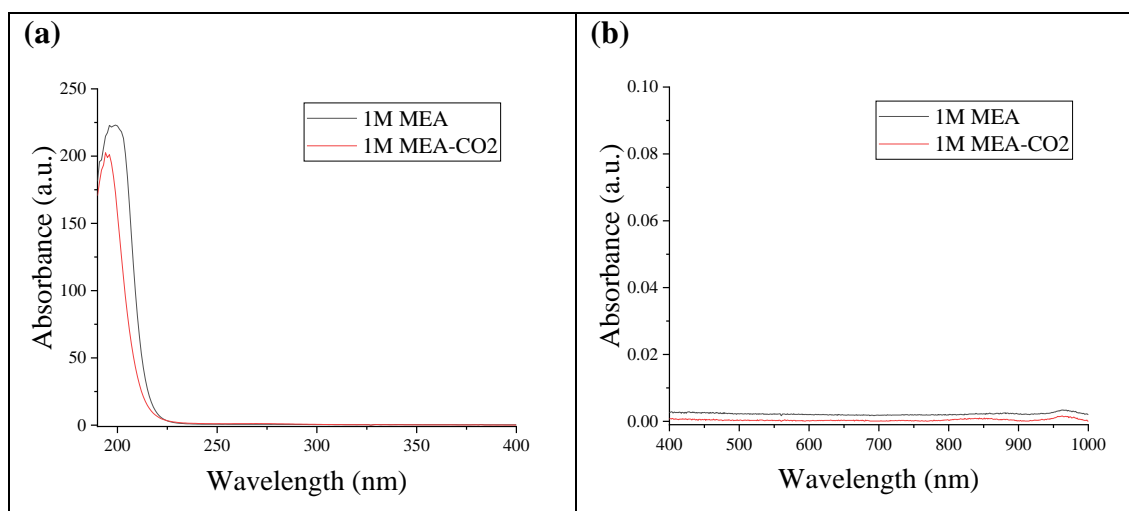 (a)
250
200
150
100
50
0
Absorbance (a.u.)
1M MEA
1M MEA-CO2
200
250
300
350
400
Wavelength (nm)
(b)
0.10
0.08
0.06
0.04
0.02
0.00
Absorbance (a.u.)
1M MEA
1M MEA-CO2
400
500
600
700
800
900
1000
Wavelength (nm)